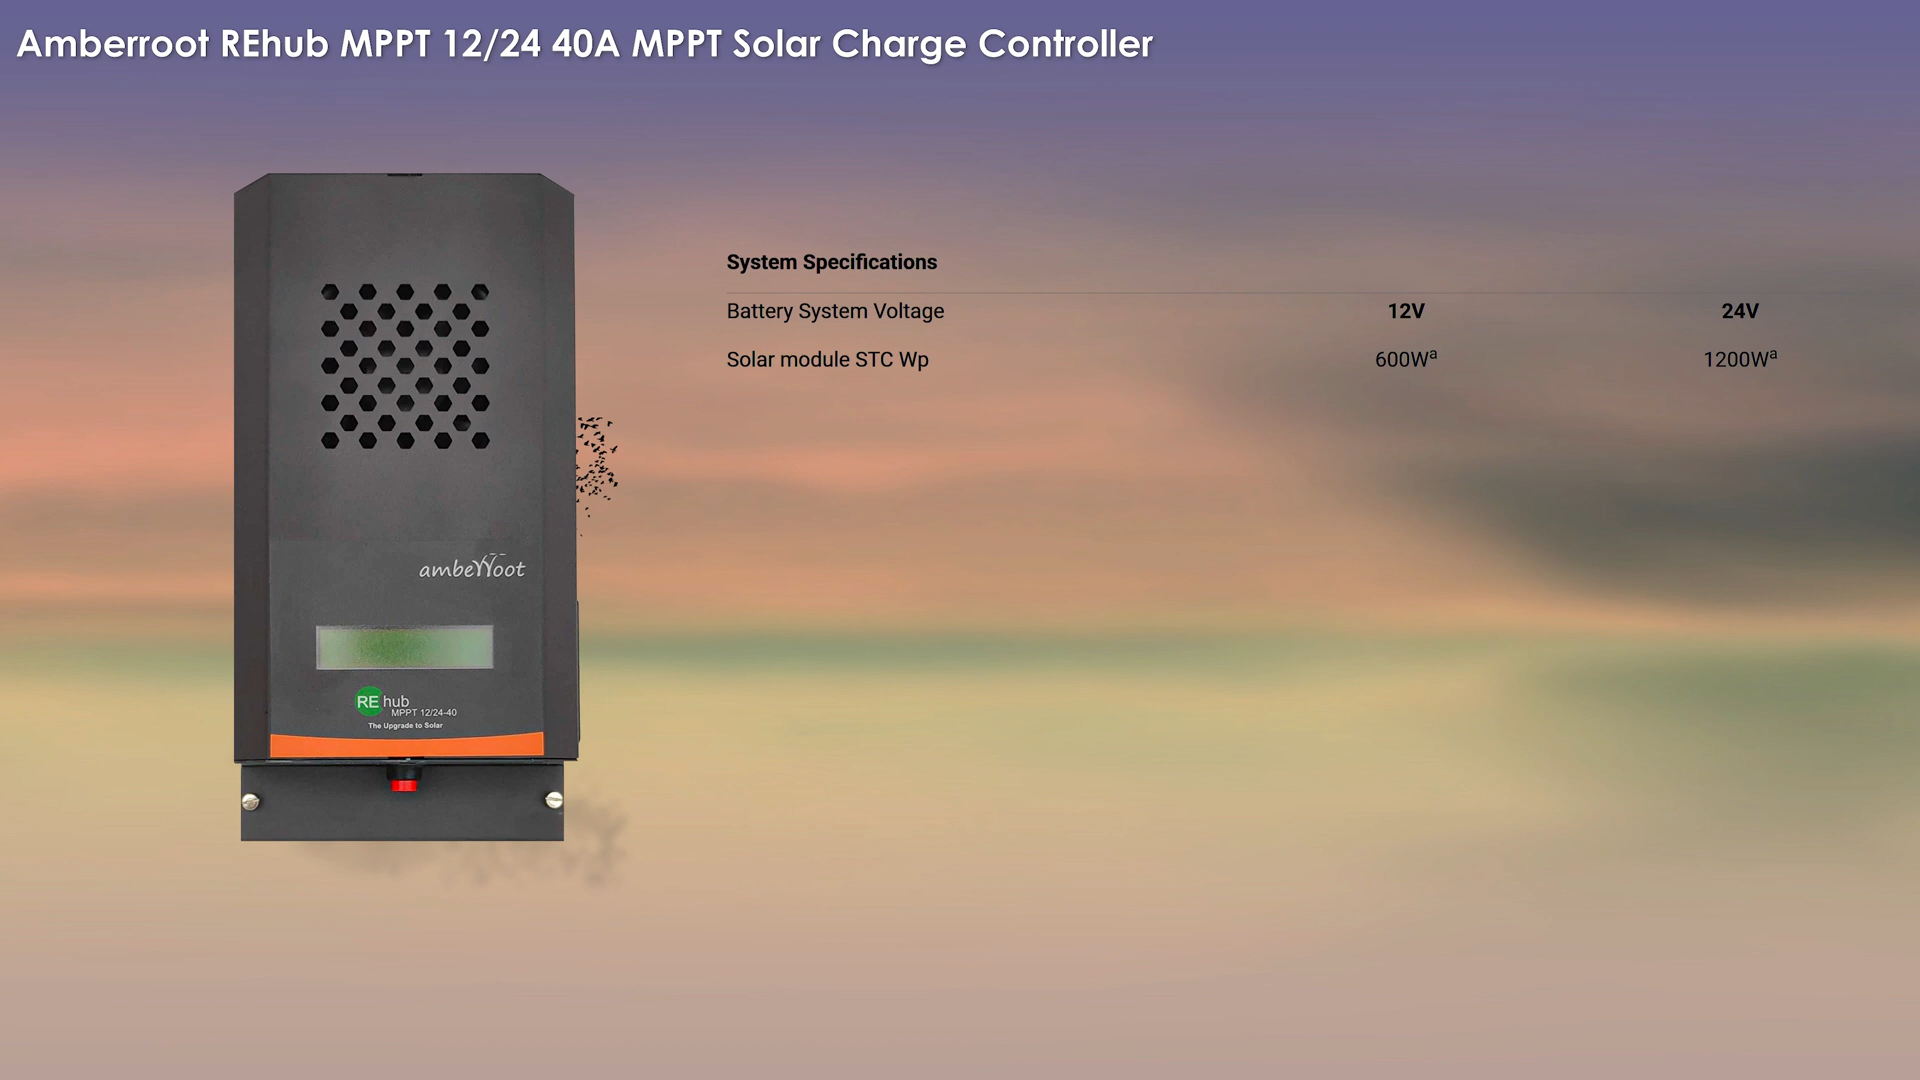 Amberroot REhub MPPT 12/24 40A MPPT Solar Charge Controller
System Specifications
Battery System Voltage 12V 24V
Solar module STC Wp 600Wᵃ 1200Wᵃ
amberroot
RE hub
MPPT 12/24-40
The Upgrade to Solar